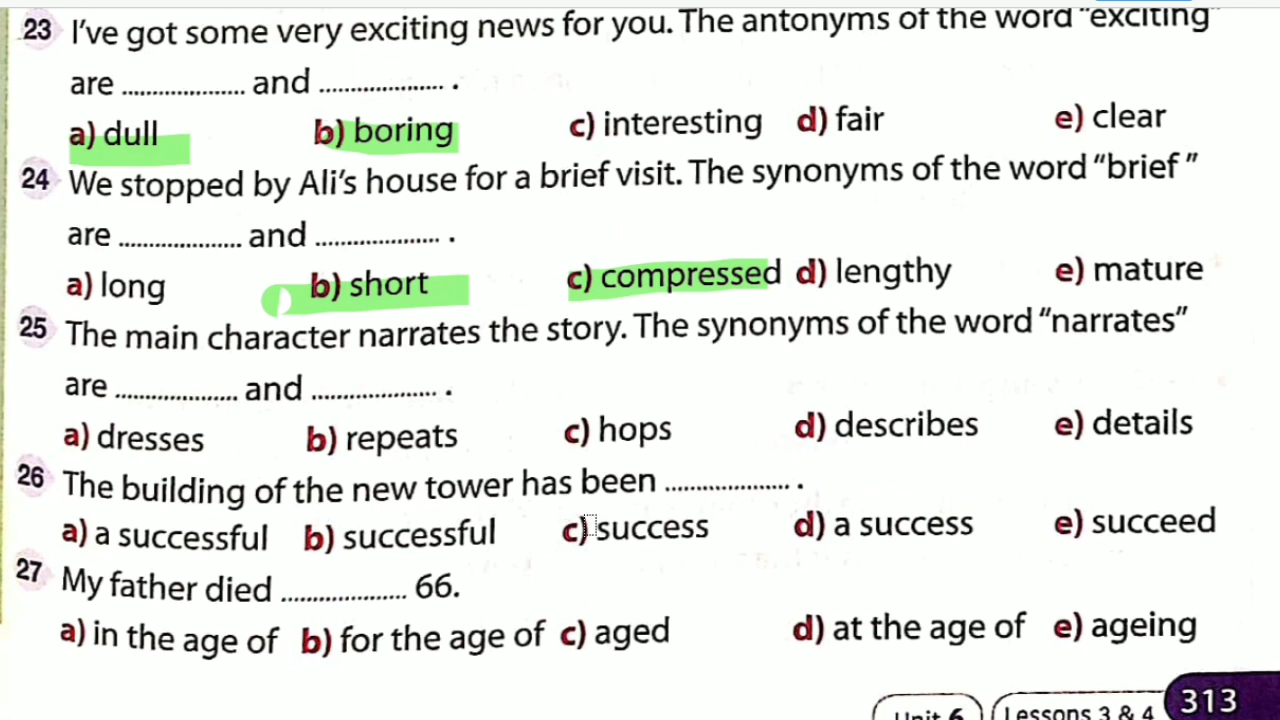 23 I've got some very exciting news for you. The antonyms of the word "exciting"
are .................... and .................... .
a) dull b) boring c) interesting d) fair e) clear
24 We stopped by Ali's house for a brief visit. The synonyms of the word "brief"
are .................... and .................... .
a) long b) short c) compressed d) lengthy e) mature
25 The main character narrates the story. The synonyms of the word "narrates"
are .................... and .................... .
a) dresses b) repeats c) hops d) describes e) details
26 The building of the new tower has been .................... .
a) a successful b) successful c) success d) a success e) succeed
27 My father died .................... 66.
a) in the age of b) for the age of c) aged d) at the age of e) ageing
Unit 6 Lessons 3 & 4 313